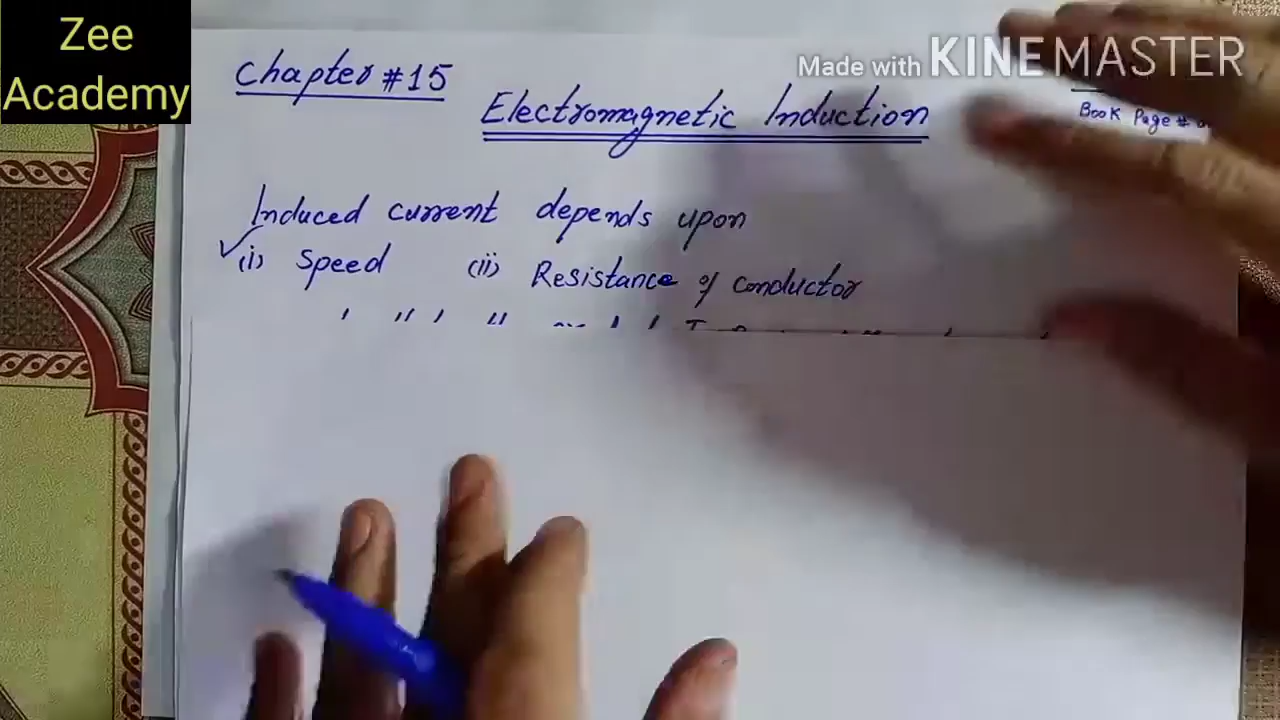 Zee
Academy
Made with KINEMASTER
Chapter #15
Electromagnetic Induction
Book Page #
Induced current depends upon
(i) Speed (ii) Resistance of conductor